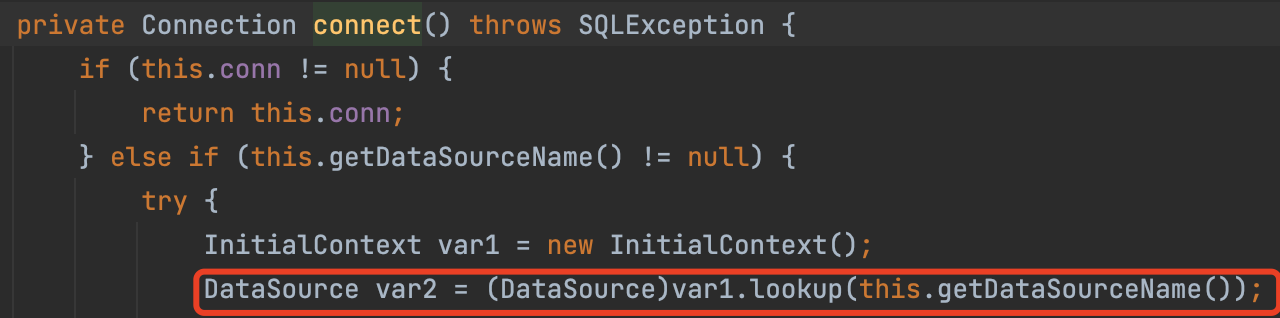 private Connection connect() throws SQLException {
if (this.conn != null) {
return this.conn;
} else if (this.getDataSourceName() != null) {
try {
InitialContext var1 = new InitialContext();
DataSource var2 = (DataSource)var1.lookup(this.getDataSourceName());